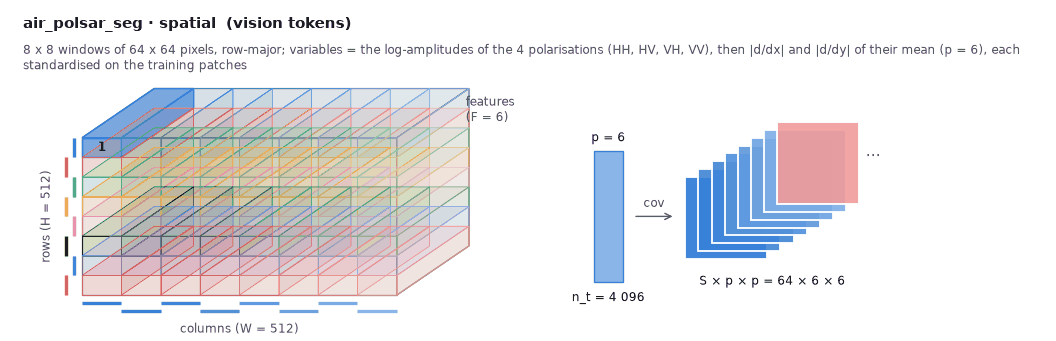 air_polsar_seg · spatial  (vision tokens)
8 x 8 windows of 64 x 64 pixels, row-major; variables = the log-amplitudes of the 4 polarisations (HH, HV, VH, VV), then |d/dx| and |d/dy| of their mean (p = 6), each
standardised on the training patches
features
(F = 6)
I
rows (H = 512)
columns (W = 512)
p = 6
cov
n_t = 4 096
...
S × p × p = 64 × 6 × 6